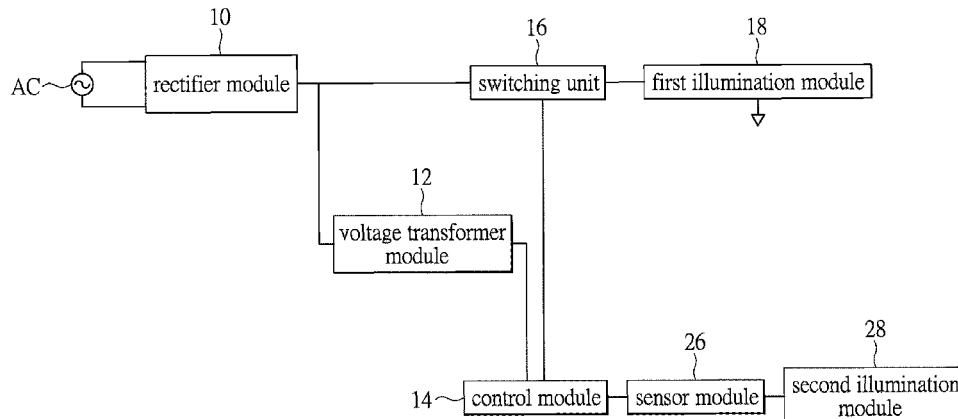 10
16
18
AC
rectifier module
switching unit
first illumination module
12
voltage transformer
module
26
28
14
control module
sensor module
second illumination
module